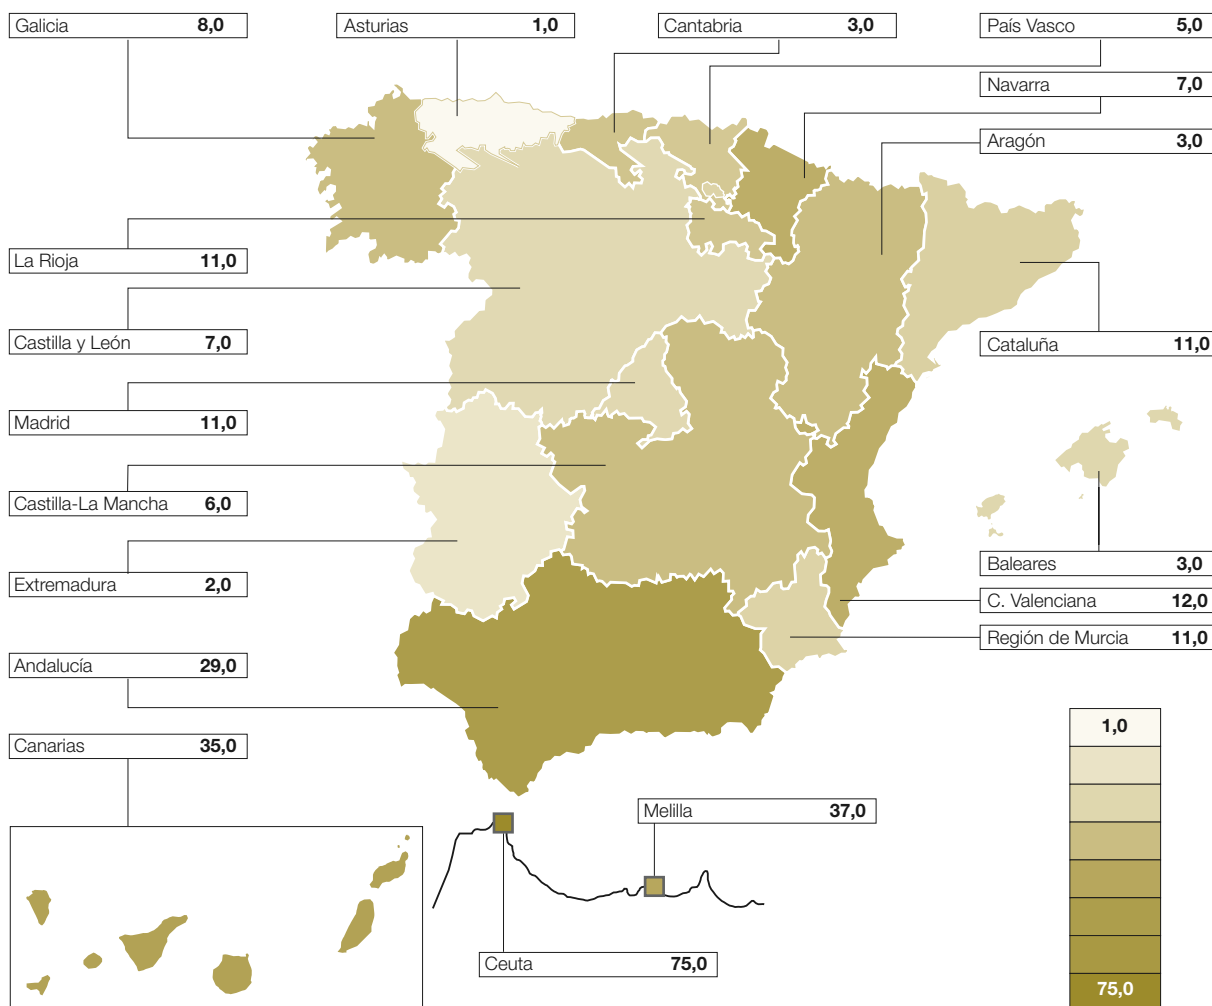 Galicia 8,0
Asturias 1,0
Cantabria 3,0
País Vasco 5,0
Navarra 7,0
Aragón 3,0
La Rioja 11,0
Castilla y León 7,0
Cataluña 11,0
Madrid 11,0
Castilla-La Mancha 6,0
Extremadura 2,0
Baleares 3,0
C. Valenciana 12,0
Región de Murcia 11,0
Andalucía 29,0
Canarias 35,0
1,0
Melilla 37,0
Ceuta 75,0
75,0